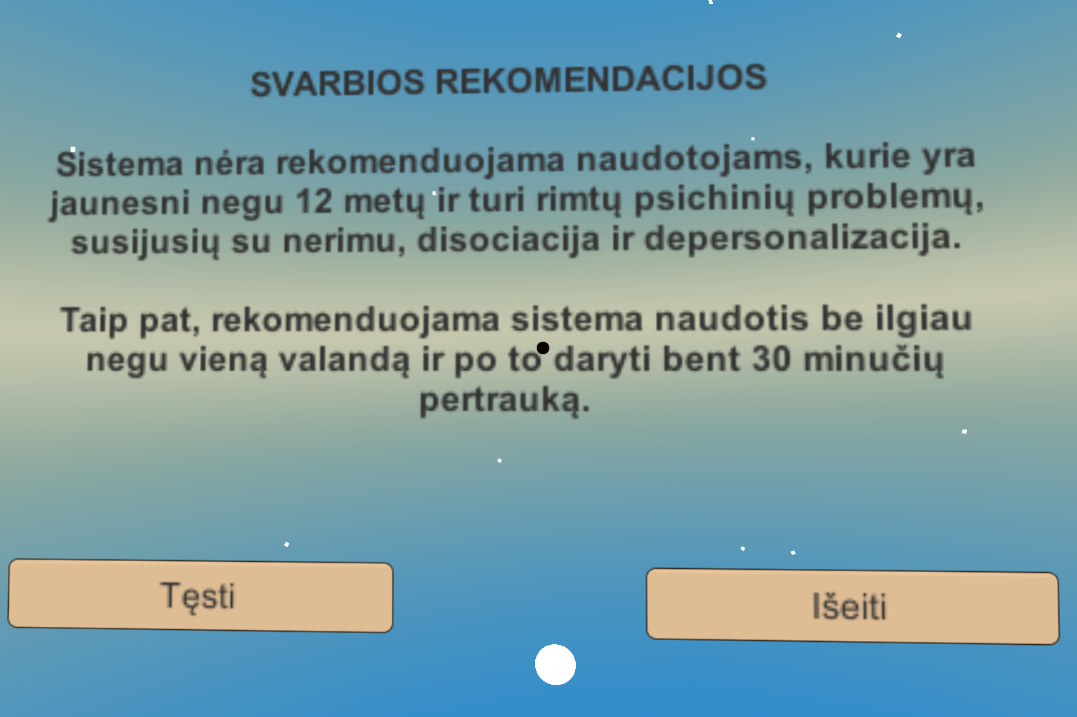 SVARBIOS REKOMENDACIJOS
Sistema nėra rekomenduojama naudotojams, kurie yra
jaunesni negu 12 metų ir turi rimtų psichinių problemų,
susijusių su nerimu, disociacija ir depersonalizacija.
Taip pat, rekomenduojama sistema naudotis be ilgiau
negu vieną valandą ir po to daryti bent 30 minučių
pertrauką.
Tęsti
Išeiti